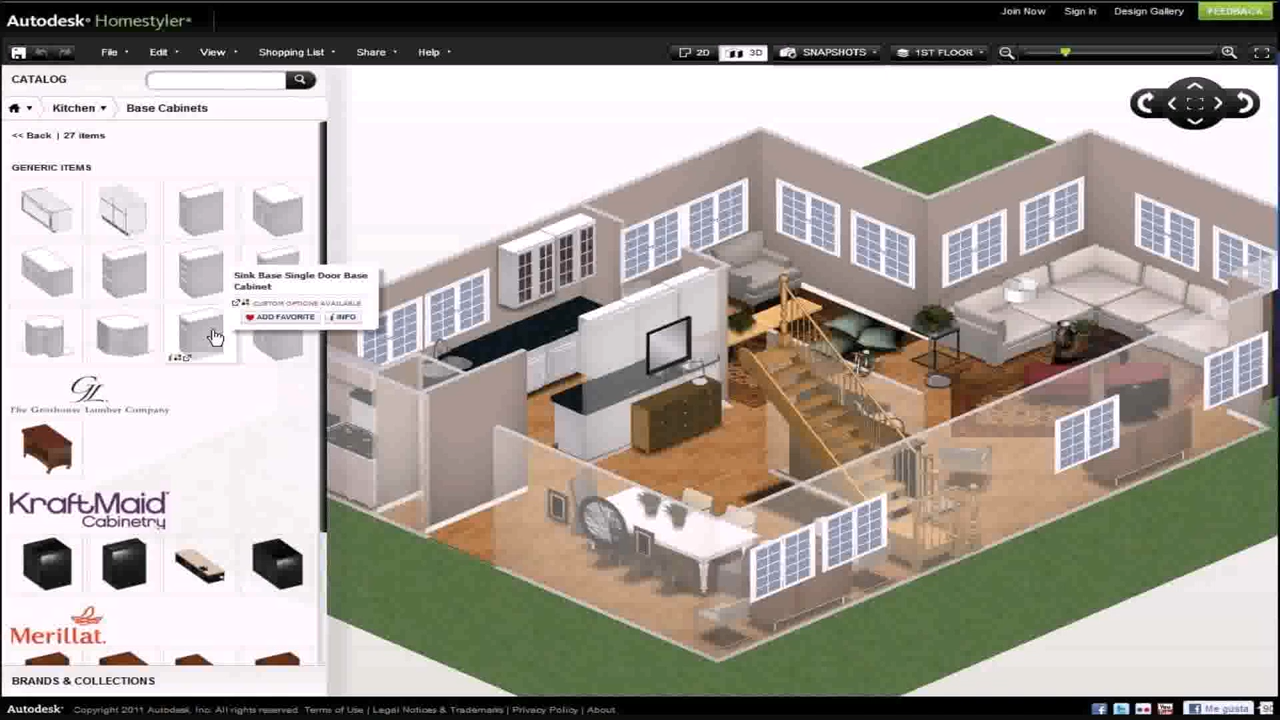 Autodesk® Homestyler®
Join Now Sign In Design Gallery FEEDBACK
File Edit View Shopping List Share Help 2D 3D SNAPSHOTS 1ST FLOOR
CATALOG
Kitchen Base Cabinets
<< Back | 27 items
GENERIC ITEMS
Sink Base Single Door Base
Cabinet
CUSTOM OPTIONS AVAILABLE
ADD FAVORITE i INFO
GL
The Griethouse Lumber Company
KraftMaid
Cabinetry
Merillat.
BRANDS & COLLECTIONS
Autodesk® Copyright 2011 Autodesk, Inc. All rights reserved. Terms of Use | Legal Notices & Trademarks | Privacy Policy | About
You Me gusta